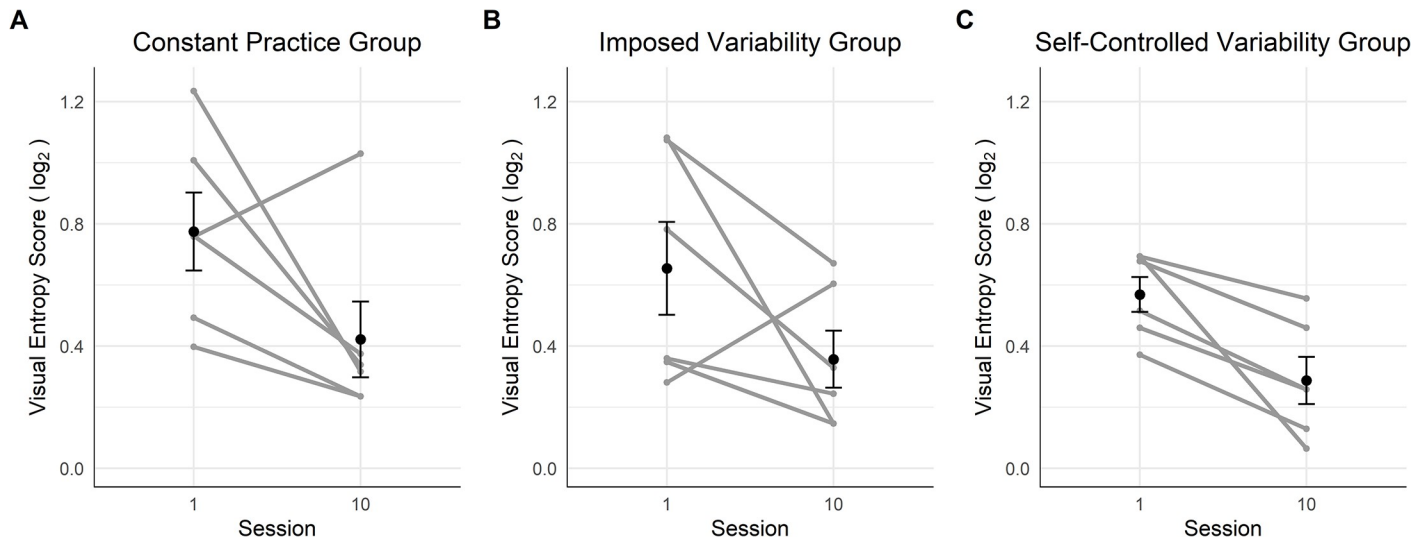 A
Constant Practice Group
Visual Entropy Score ( log2 )
1.2
0.8
0.4
0.0
1 10
Session
B
Imposed Variability Group
Visual Entropy Score ( log2 )
1.2
0.8
0.4
0.0
1 10
Session
C
Self-Controlled Variability Group
Visual Entropy Score ( log2 )
1.2
0.8
0.4
0.0
1 10
Session